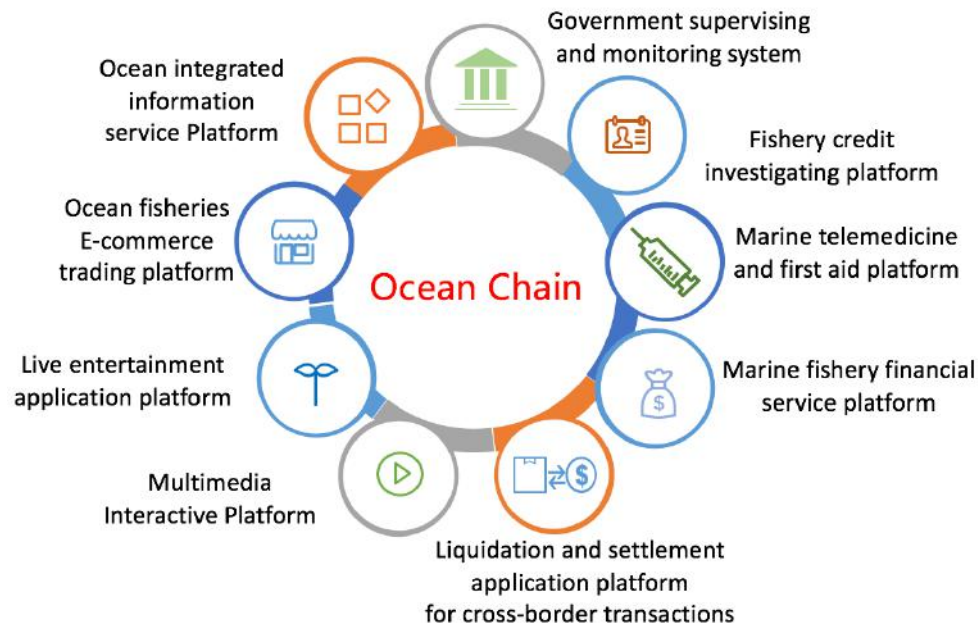 Government supervising
and monitoring system
Fishery credit
investigating platform
Marine telemedicine
and first aid platform
Marine fishery financial
service platform
Liquidation and settlement
application platform
for cross-border transactions
Multimedia
Interactive Platform
Live entertainment
application platform
Ocean fisheries
E-commerce
trading platform
Ocean integrated
information
service Platform
Ocean Chain
$
$